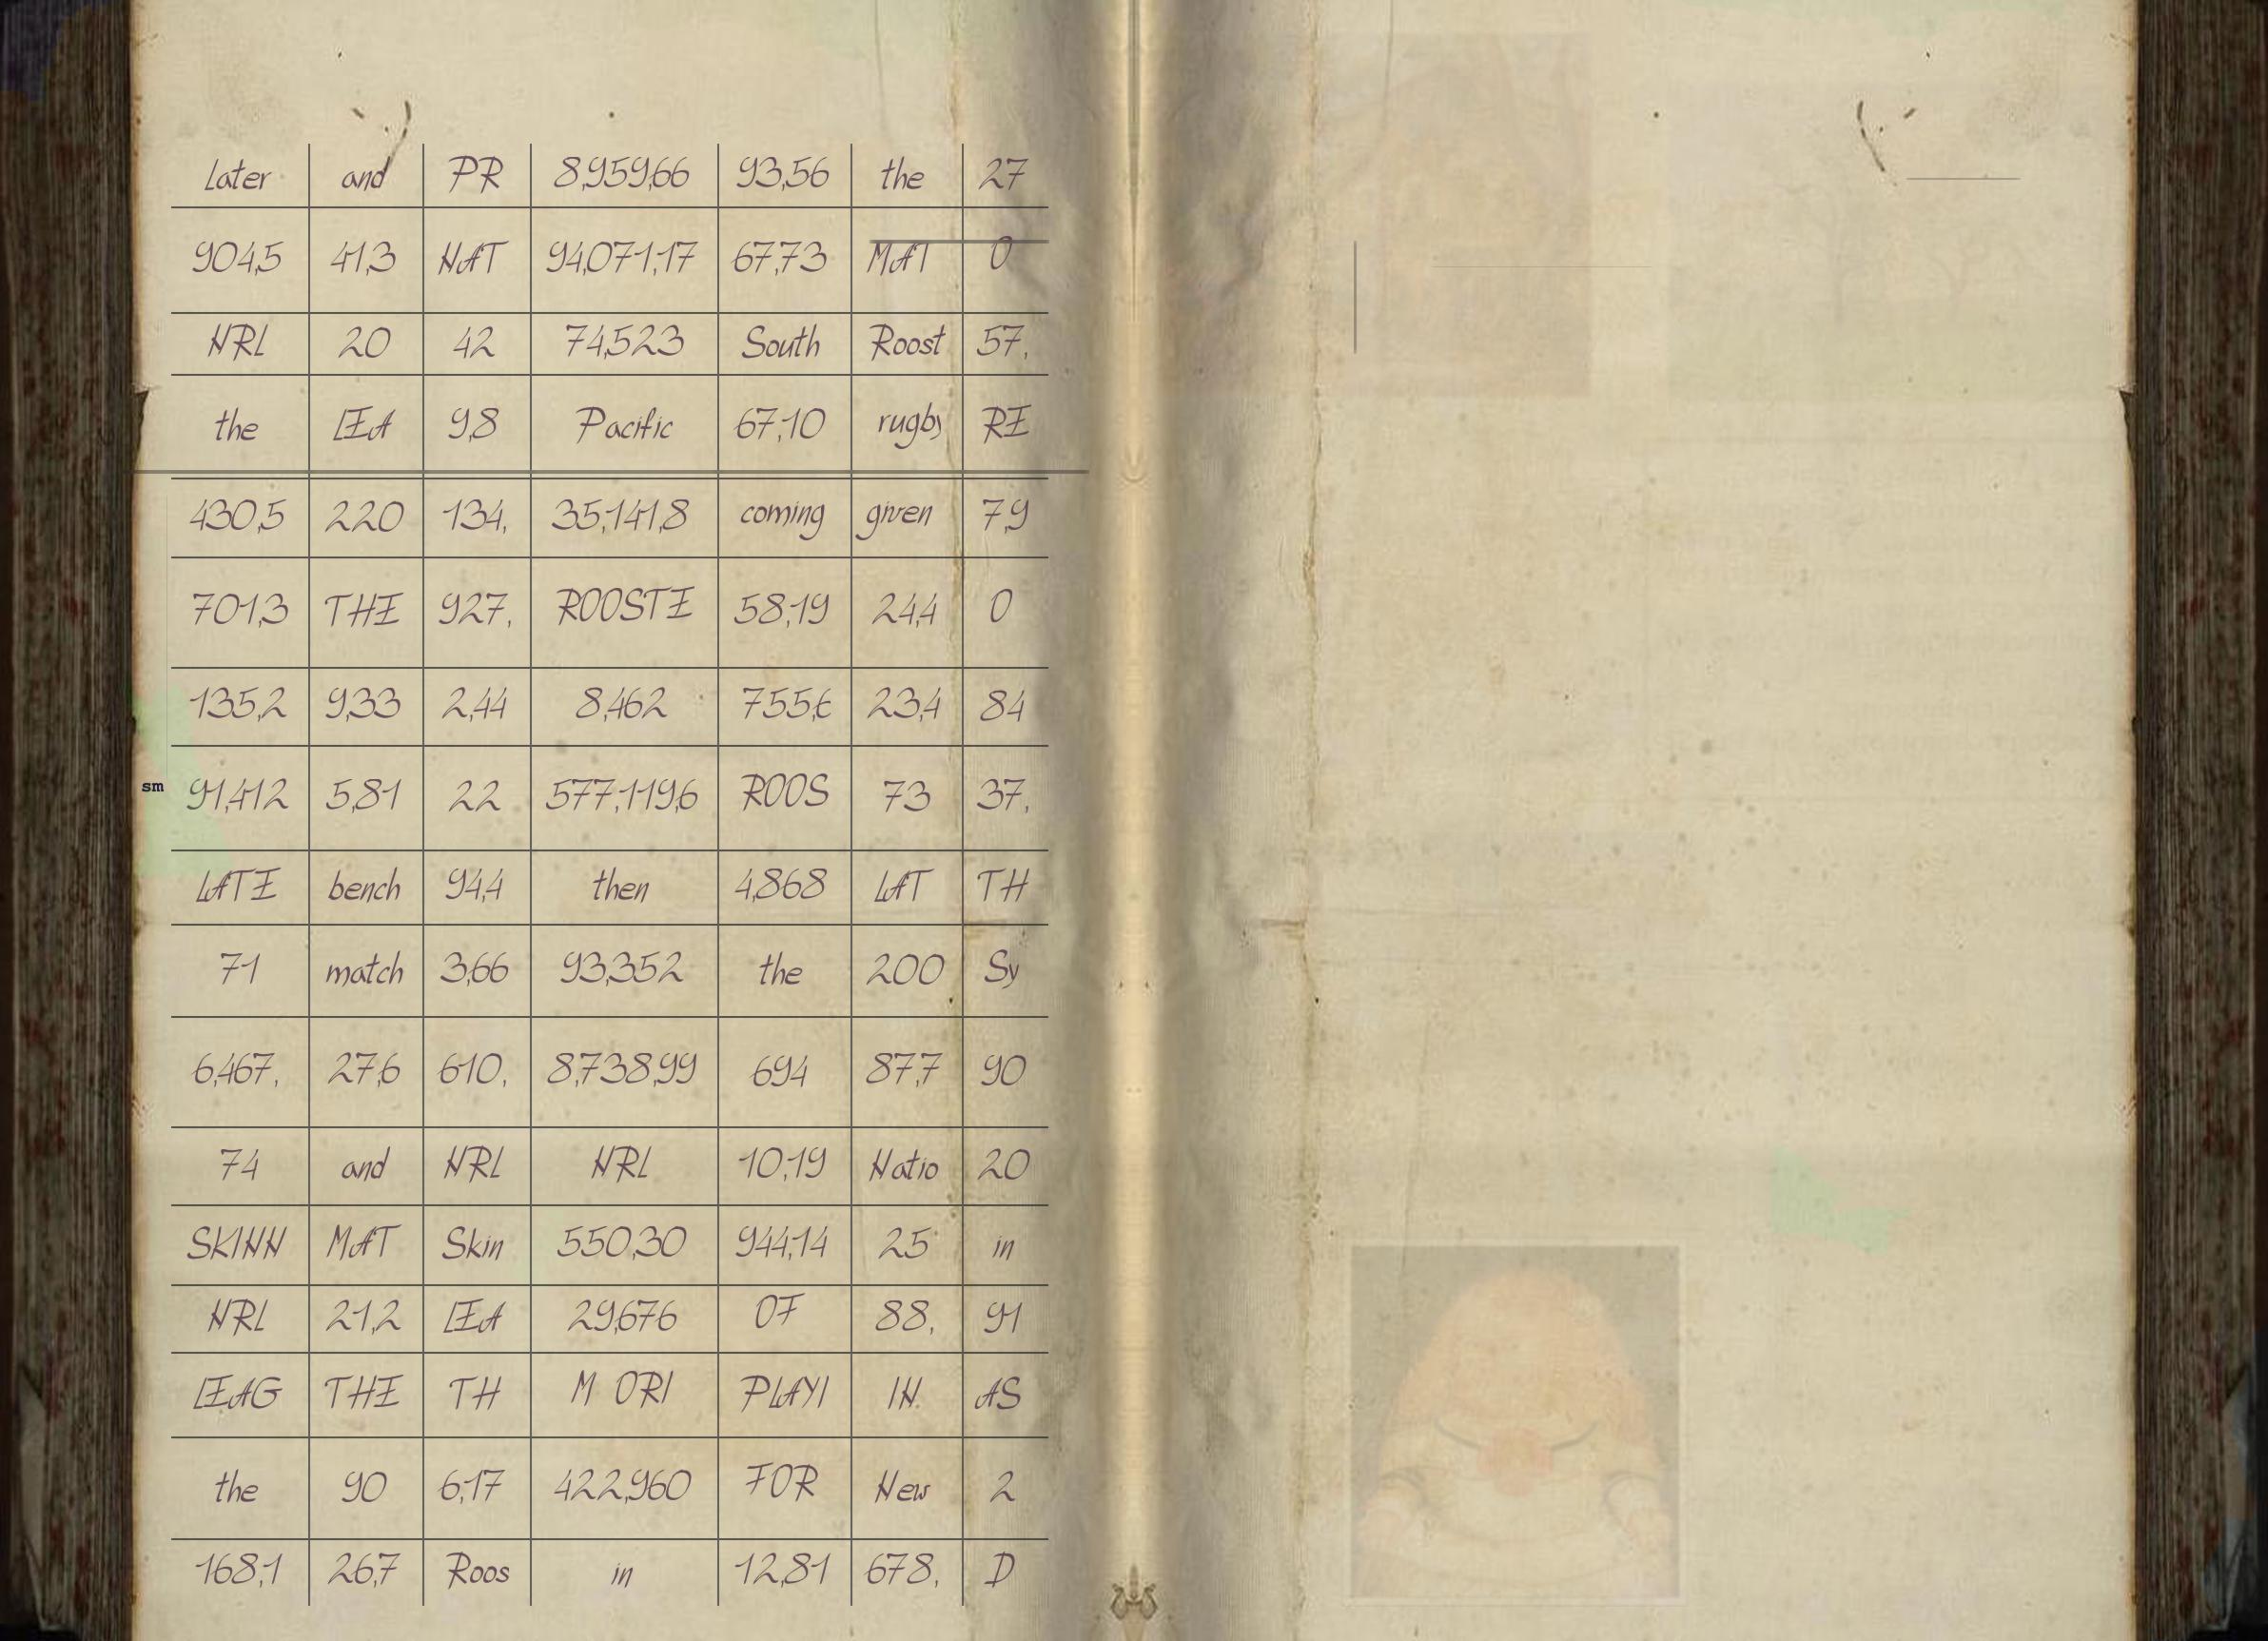 Later and PR 8,959,66 93,56 the 27
904,5 41,3 NAT 94,071,17 67,73 MAT 0
NRL 20 42 74,523 South Roost 57,
the LEA 9,8 Pacific 67,10 rugby RE
430,5 220 134, 35,141,8 coming given 7,9
701,3 THE 927, ROOSTE 58,19 24,4 0
135,2 9,33 2,44 8,462 755,6 23,4 84
sm 91,412 5,81 22 577,119,6 ROOS 73 37,
LATE bench 94,4 then 4,868 LAT TH
71 match 3,66 93,352 the 200 Sy
6,467, 27,6 610, 8,738,99 694 87,7 90
74 and NRL NRL 10,19 Natio 20
SKINN MAT Skin 550,30 944,14 25 in
NRL 21,2 LEA 29,676 OF 88, 91
LEAG THE TH M ORI PLAYI IN AS
the 90 6,17 422,960 FOR New 2
168,1 26,7 Roos in 12,81 678, D